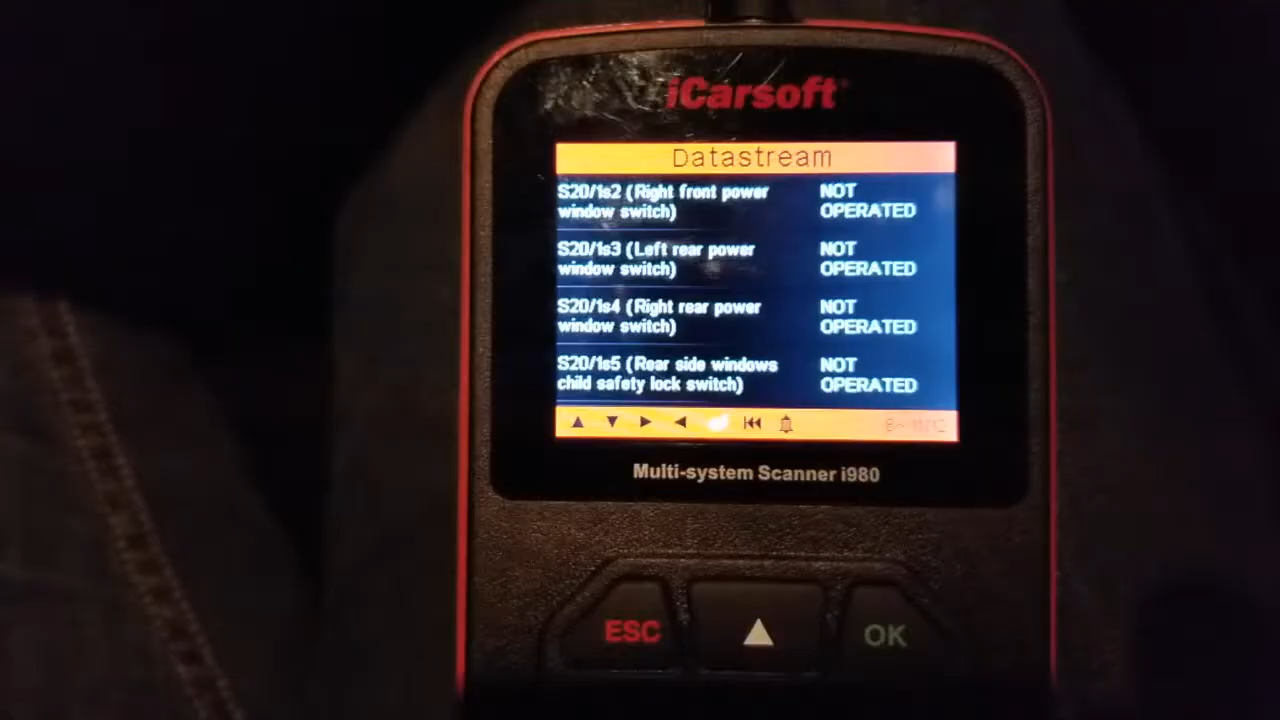 iCarsoft
Datastream
S20/1s2 (Right front power
window switch)
NOT
OPERATED
S20/1s3 (Left rear power
window switch)
NOT
OPERATED
S20/1s4 (Right rear power
window switch)
NOT
OPERATED
S20/1s5 (Rear side windows
child safety lock switch)
NOT
OPERATED
Multi-system Scanner i980
ESC
OK